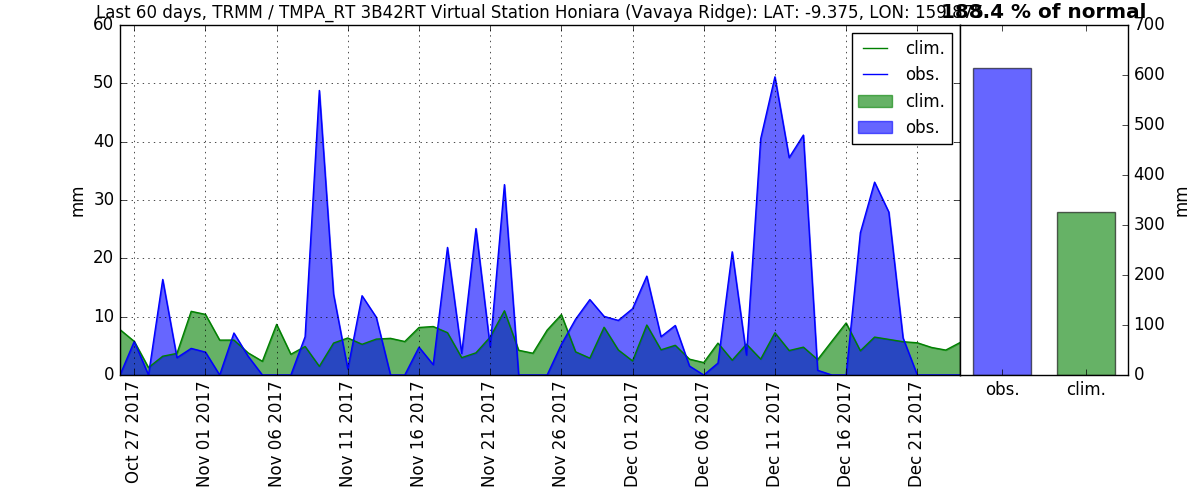 Last 60 days, TRMM / TMPA_RT 3B42RT Virtual Station Honiara (Vavaya Ridge): LAT: -9.375, LON:
188.4 % of normal
60
50
40
30
20
10
0
mm
clim.
obs.
clim.
obs.
700
600
500
400
300
200
100
0
mm
Oct 27 2017
Nov 01 2017
Nov 06 2017
Nov 11 2017
Nov 16 2017
Nov 21 2017
Nov 26 2017
Dec 01 2017
Dec 06 2017
Dec 11 2017
Dec 16 2017
Dec 21 2017
obs.
clim.